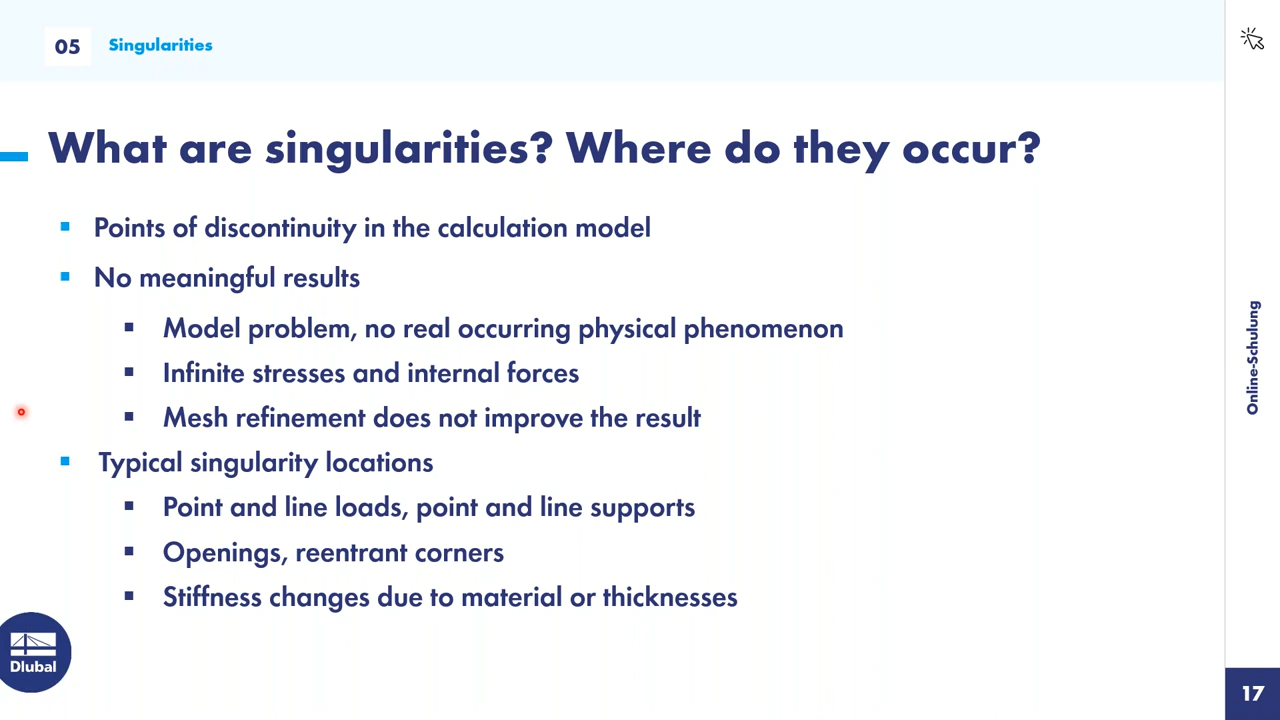 05 Singularities
What are singularities? Where do they occur?
Points of discontinuity in the calculation model
No meaningful results
Model problem, no real occurring physical phenomenon
Infinite stresses and internal forces
Mesh refinement does not improve the result
Typical singularity locations
Point and line loads, point and line supports
Openings, reentrant corners
Stiffness changes due to material or thicknesses
Dlubal
Online-Schulung
17